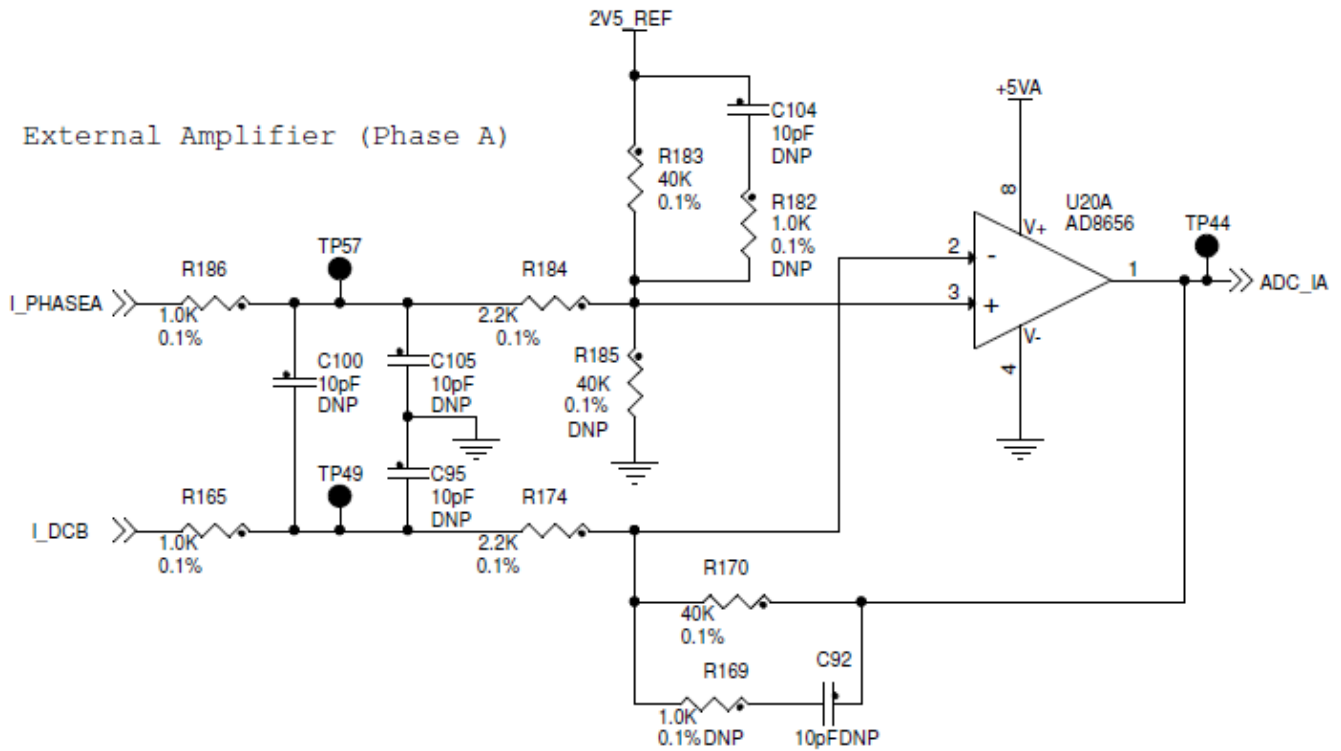 2V5_REF
+5VA
External Amplifier (Phase A)
C104
10pF
DNP
R183
40K
0.1%
R182
1.0K
0.1%
DNP
8
U20A
AD8656
V+
TP44
TP57
R186
R184
2
-
1
I_PHASEA
ADC_IA
3
+
1.0K
0.1%
2.2K
0.1%
V-
4
C100
10pF
DNP
C105
10pF
DNP
R185
40K
0.1%
DNP
TP49
C95
10pF
DNP
R165
R174
I_DCB
1.0K
0.1%
2.2K
0.1%
R170
40K
0.1%
R169
C92
1.0K
0.1%DNP
10pFDNP